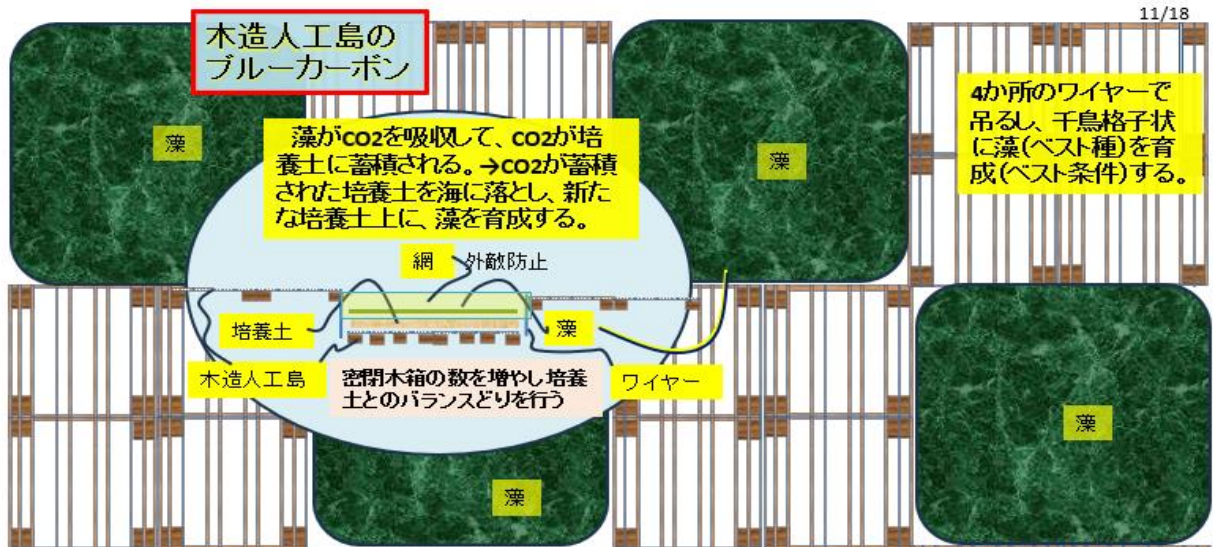 11/18
木造人工島の
ブルーカーボン
藻
藻がCO2を吸収して、CO2が培
養土に蓄積される。→CO2が蓄積
された培養土を海に落とし、新た
な培養土上に、藻を育成する。
藻
4か所のワイヤーで
吊るし、千鳥格子状
に藻(ベスト種)を育
成(ベスト条件)する。
網 外敵防止
培養土
藻
木造人工島
密閉木箱の数を増やし培養
土とのバランスどりを行う
ワイヤー
藻
藻